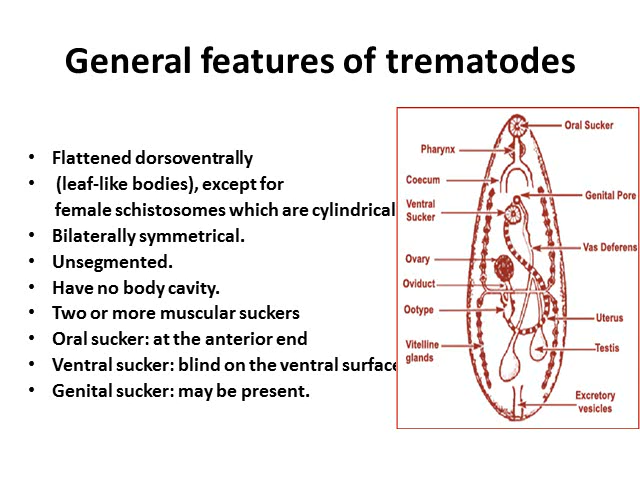 General features of trematodes
• Flattened dorsoventrally
• (leaf-like bodies), except for
female schistosomes which are cylindrical
• Bilaterally symmetrical.
• Unsegmented.
• Have no body cavity.
• Two or more muscular suckers
• Oral sucker: at the anterior end
• Ventral sucker: blind on the ventral surface
• Genital sucker: may be present.
Oral Sucker
Pharynx
Coecum
Genital Pore
Ventral
Sucker
Vas Deferens
Ovary
Oviduct
Ootype
Uterus
Vitelline
glands
Testis
Excretory
vesicles